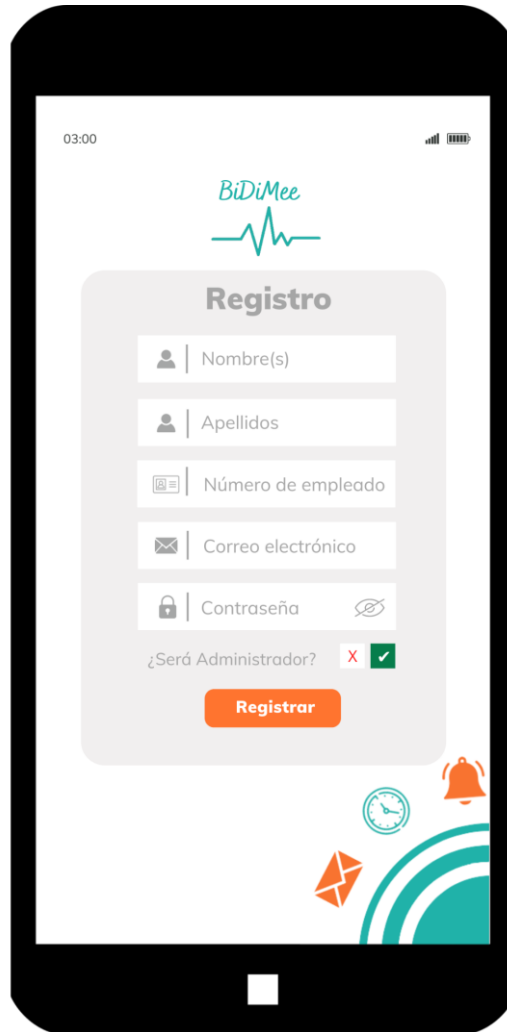 03:00
BiDiMee
Registro
Nombre(s)
Apellidos
Número de empleado
Correo electrónico
Contraseña
¿Será Administrador? X ✔
Registrar